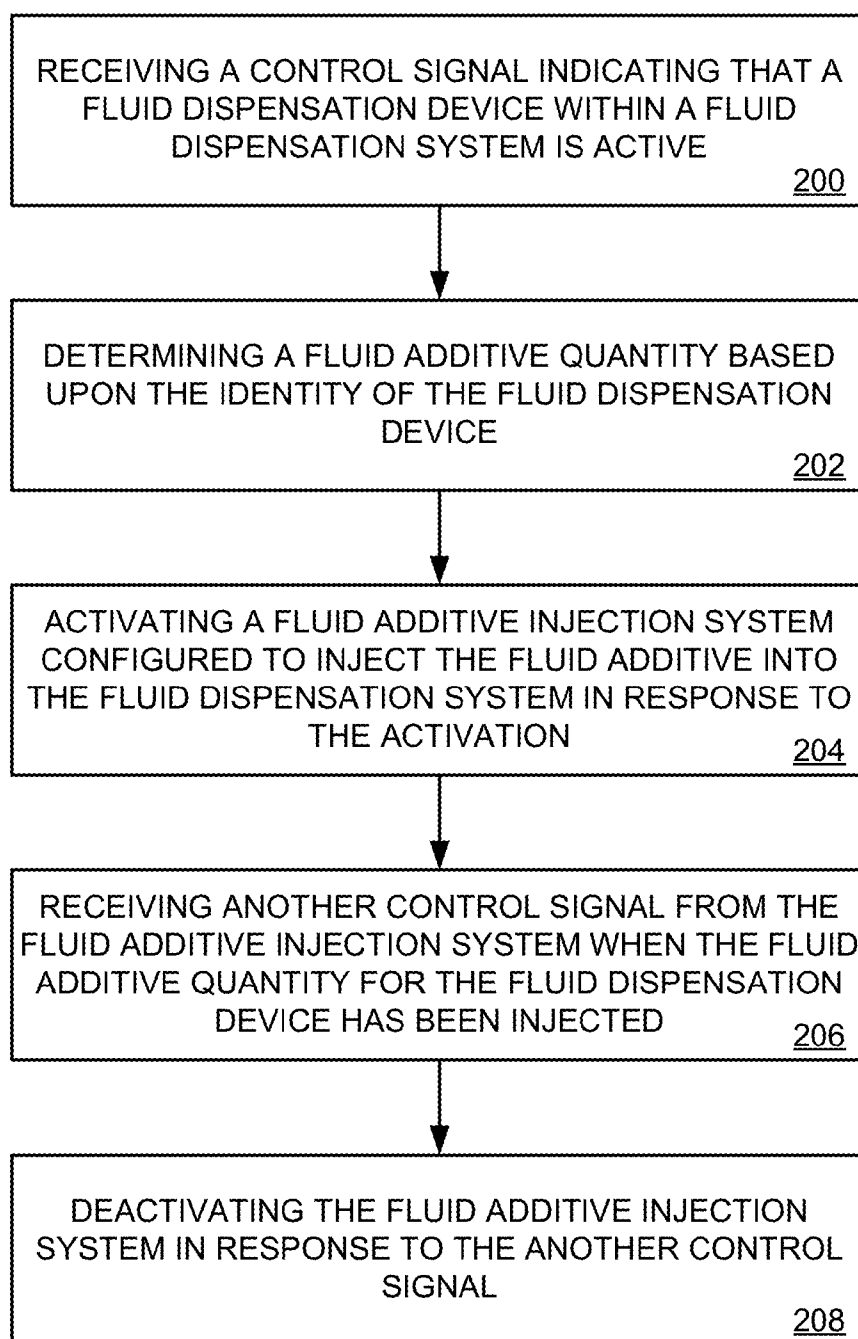 RECEIVING A CONTROL SIGNAL INDICATING THAT A
FLUID DISPENSATION DEVICE WITHIN A FLUID
DISPENSATION SYSTEM IS ACTIVE
200
DETERMINING A FLUID ADDITIVE QUANTITY BASED
UPON THE IDENTITY OF THE FLUID DISPENSATION
DEVICE
202
ACTIVATING A FLUID ADDITIVE INJECTION SYSTEM
CONFIGURED TO INJECT THE FLUID ADDITIVE INTO
THE FLUID DISPENSATION SYSTEM IN RESPONSE TO
THE ACTIVATION
204
RECEIVING ANOTHER CONTROL SIGNAL FROM THE
FLUID ADDITIVE INJECTION SYSTEM WHEN THE FLUID
ADDITIVE QUANTITY FOR THE FLUID DISPENSATION
DEVICE HAS BEEN INJECTED
206
DEACTIVATING THE FLUID ADDITIVE INJECTION
SYSTEM IN RESPONSE TO THE ANOTHER CONTROL
SIGNAL
208